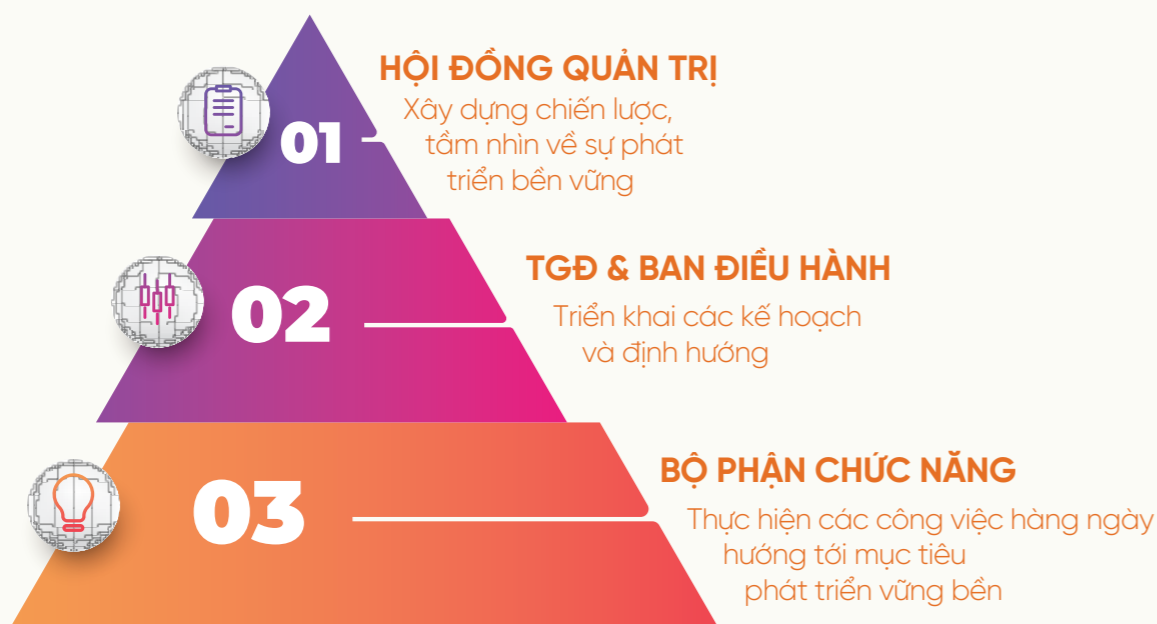 HỘI ĐỒNG QUẢN TRỊ
Xây dựng chiến lược,
tầm nhìn về sự phát
triển bền vững
01
TGĐ & BAN ĐIỀU HÀNH
Triển khai các kế hoạch
và định hướng
02
BỘ PHẬN CHỨC NĂNG
Thực hiện các công việc hàng ngày
hướng tới mục tiêu
phát triển vững bền
03